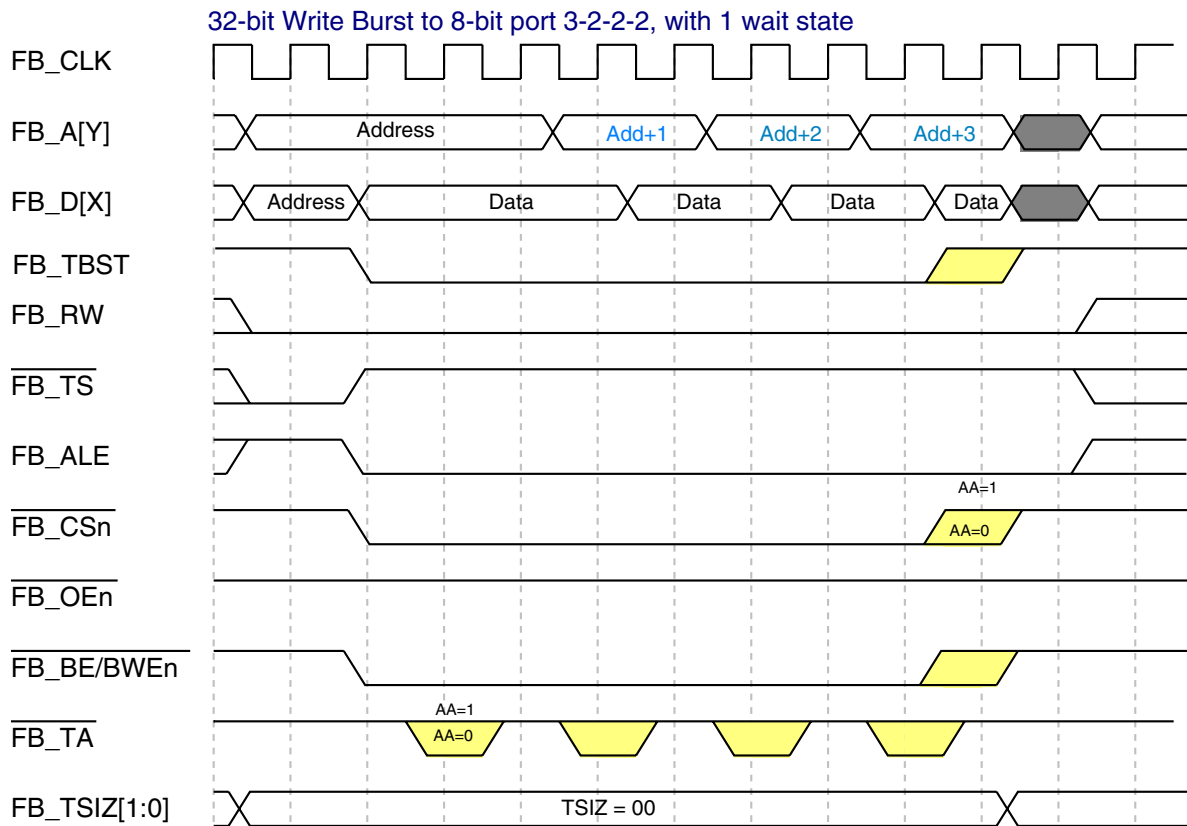 32-bit Write Burst to 8-bit port 3-2-2-2, with 1 wait state
FB_CLK
FB_A[Y] Address Add+1 Add+2 Add+3
FB_D[X] Address Data Data Data Data
FB_TBST
FB_RW
FB_TS
FB_ALE
AA=1
FB_CSn AA=0
FB_OEn
FB_BE/BWEn
AA=1
FB_TA AA=0
FB_TSIZ[1:0] TSIZ = 00